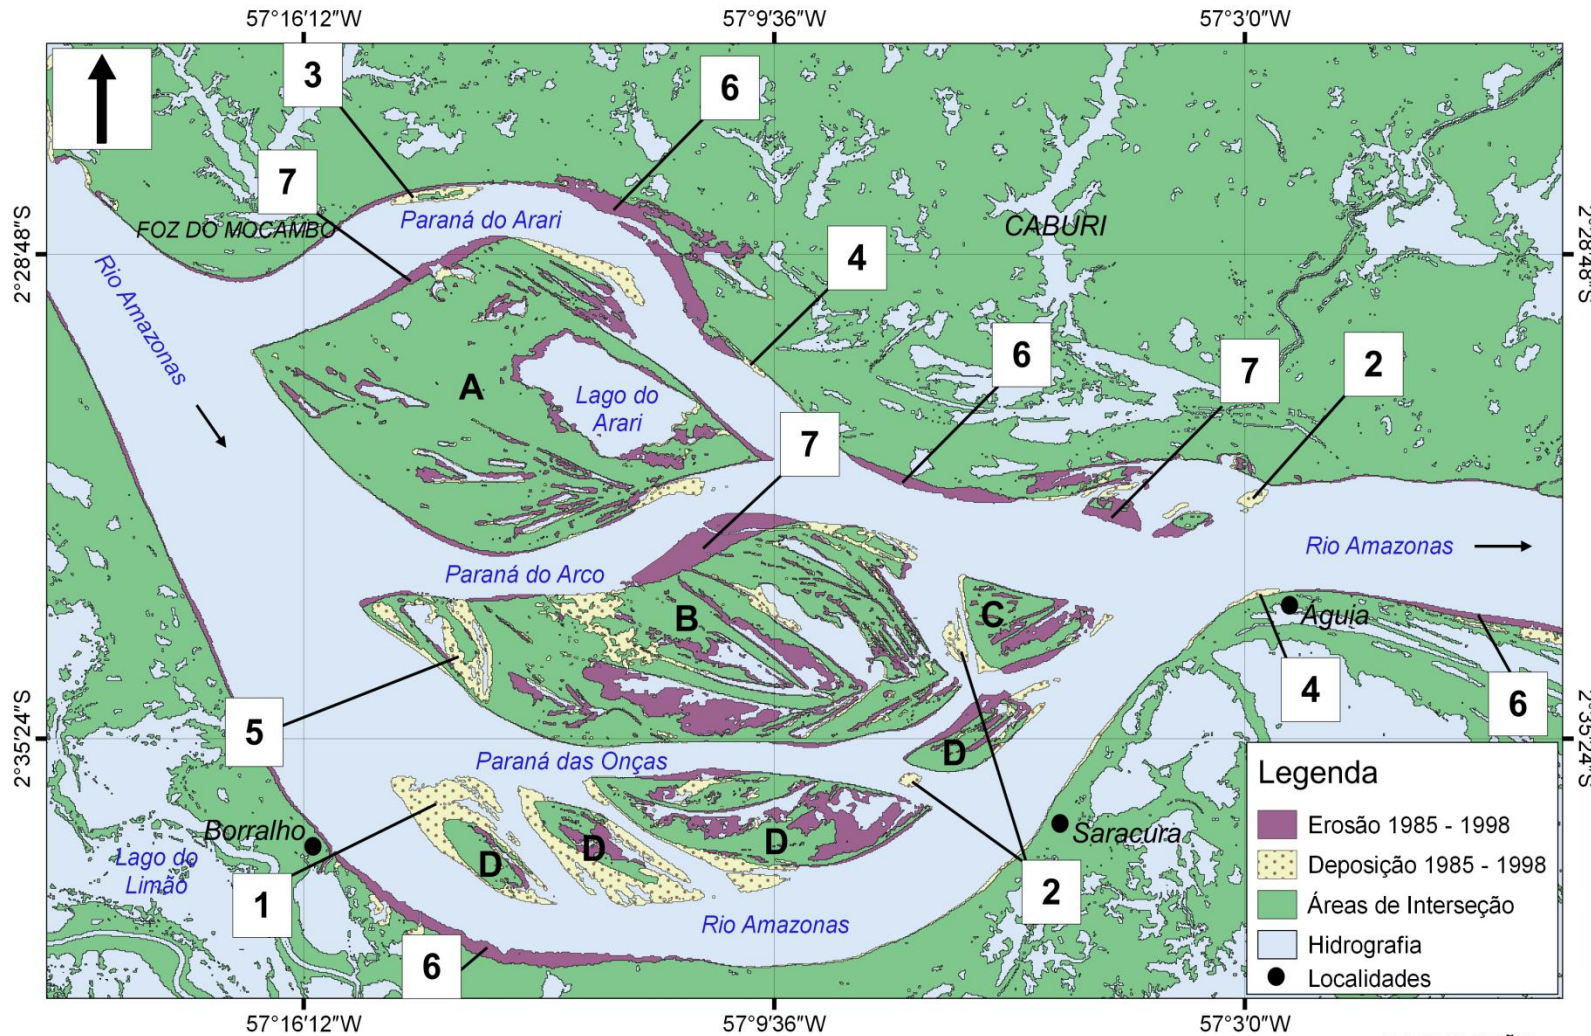 57°16'12"W
57°9'36"W
57°3'0"W
3
6
7
Paraná do Arari
FOZ DO MOCAMBO
CABURI
2°28'48"S
2°28'48"S
4
Rio Amazonas
6
7
2
A
Lago do
Arari
7
Rio Amazonas
Paraná do Arco
B
C
Águia
5
4
6
2°35'24"S
2°35'24"S
Paraná das Onças
D
Legenda
Erosão 1985 - 1998
Deposição 1985 - 1998
Áreas de Interseção
Hidrografia
Localidades
Borralho
Saracura
D
D
D
Lago do
Limão
1
2
Rio Amazonas
6
57°16'12"W
57°9'36"W
57°3'0"W